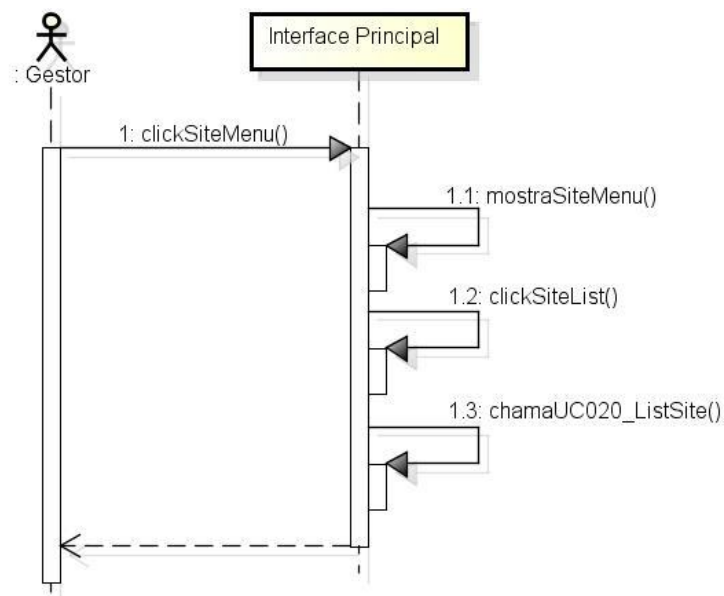 Interface Principal
: Gestor
1: clickSiteMenu()
1.1: mostraSiteMenu()
1.2: clickSiteList()
1.3: chamaUC020_ListSite()